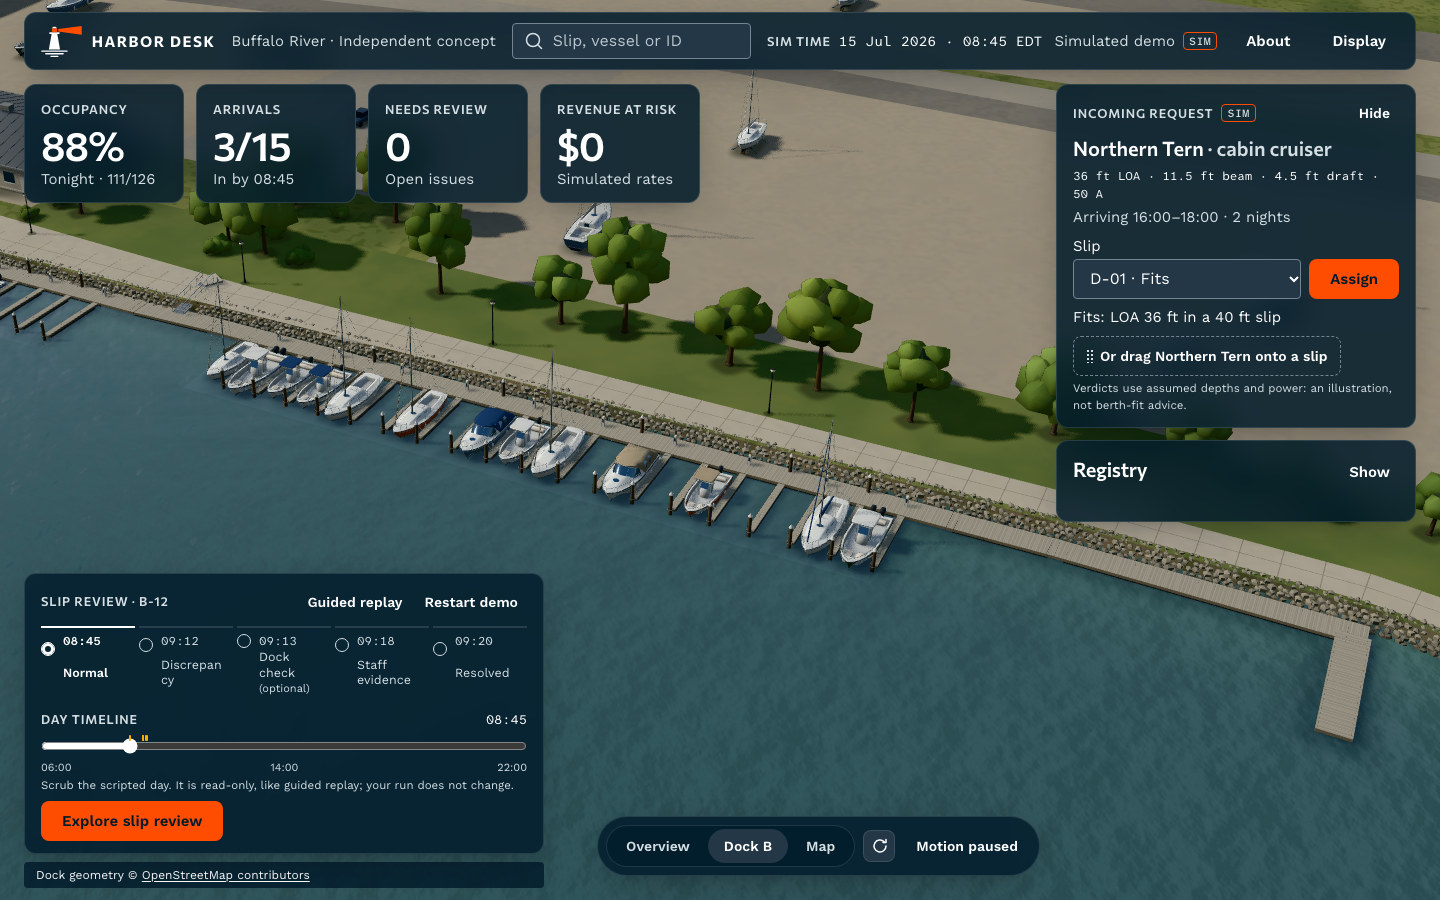 HARBOR DESK
Buffalo River · Independent concept
Slip, vessel or ID
SIM TIME 15 Jul 2026 · 08:45 EDT
Simulated demo SIM
About
Display
OCCUPANCY
88%
Tonight · 111/126
ARRIVALS
3/15
In by 08:45
NEEDS REVIEW
0
Open issues
REVENUE AT RISK
$0
Simulated rates
INCOMING REQUEST SIM
Hide
Northern Tern · cabin cruiser
36 ft LOA · 11.5 ft beam · 4.5 ft draft ·
50 A
Arriving 16:00–18:00 · 2 nights
Slip
D-01 · Fits
Assign
Fits: LOA 36 ft in a 40 ft slip
Or drag Northern Tern onto a slip
Verdicts use assumed depths and power: an illustration,
not berth-fit advice.
Registry
Show
SLIP REVIEW · B-12
Guided replay
Restart demo
08:45
Normal
09:12
Discrepan
cy
09:13
Dock
check
(optional)
09:18
Staff
evidence
09:20
Resolved
DAY TIMELINE
08:45
06:00
14:00
22:00
Scrub the scripted day. It is read-only, like guided replay; your run does not change.
Explore slip review
Dock geometry © OpenStreetMap contributors
Overview
Dock B
Map
Motion paused